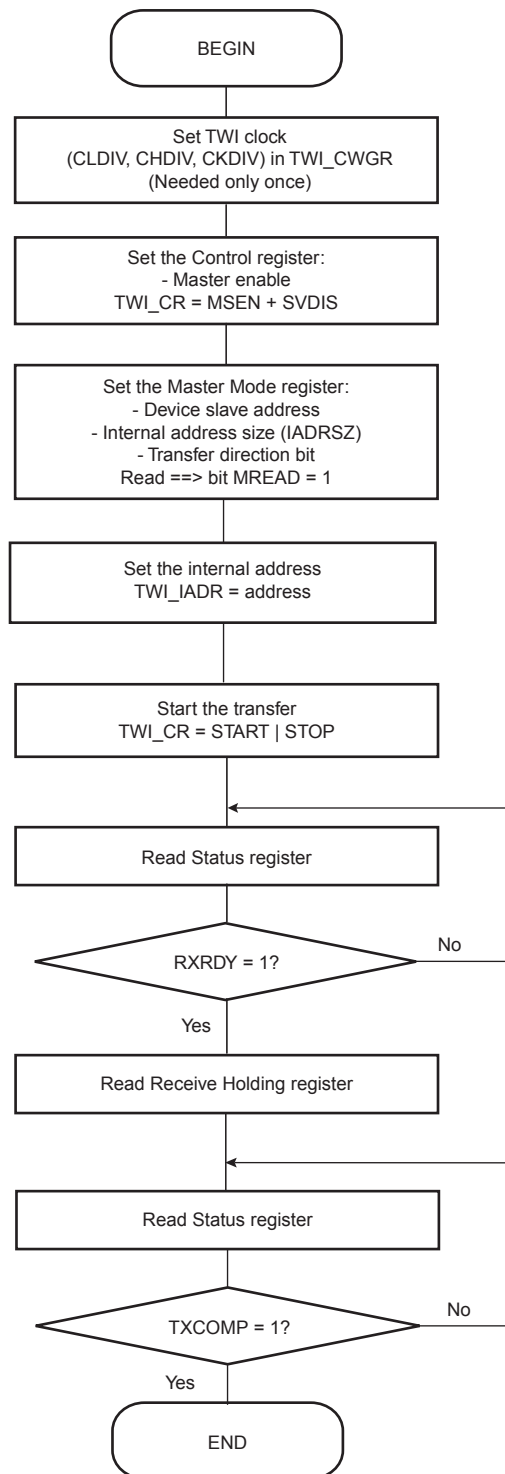 BEGIN
Set TWI clock
(CLDIV, CHDIV, CKDIV) in TWI_CWGR
(Needed only once)
Set the Control register:
- Master enable
TWI_CR = MSEN + SVDIS
Set the Master Mode register:
- Device slave address
- Internal address size (IADRSZ)
- Transfer direction bit
Read ==> bit MREAD = 1
Set the internal address
TWI_IADR = address
Start the transfer
TWI_CR = START | STOP
Read Status register
RXRDY = 1?
No
Yes
Read Receive Holding register
Read Status register
TXCOMP = 1?
No
Yes
END